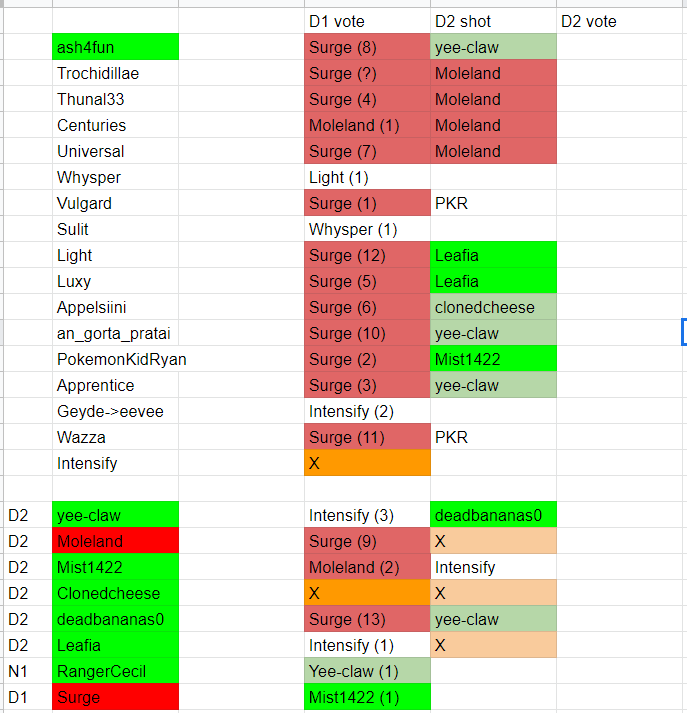 D1 vote D2 shot D2 vote
ash4fun Surge (8) yee-claw
Trochidillae Surge (?) Moleland
Thunal33 Surge (4) Moleland
Centuries Moleland (1) Moleland
Universal Surge (7) Moleland
Whysper Light (1)
Vulgard Surge (1) PKR
Sulit Whysper (1)
Light Surge (12) Leafia
Luxy Surge (5) Leafia
Appelsiini Surge (6) clonedcheese
an_gorta_pratai Surge (10) yee-claw
PokemonKidRyan Surge (2) Mist1422
Apprentice Surge (3) yee-claw
Geyde->eevee Intensify (2)
Wazza Surge (11) PKR
Intensify X
D2 yee-claw Intensify (3) deadbananas0
D2 Moleland Surge (9) X
D2 Mist1422 Moleland (2) Intensify
D2 Clonedcheese X X
D2 deadbananas0 Surge (13) yee-claw
D2 Leafia Intensify (1) X
N1 RangerCecil Yee-claw (1)
D1 Surge Mist1422 (1)